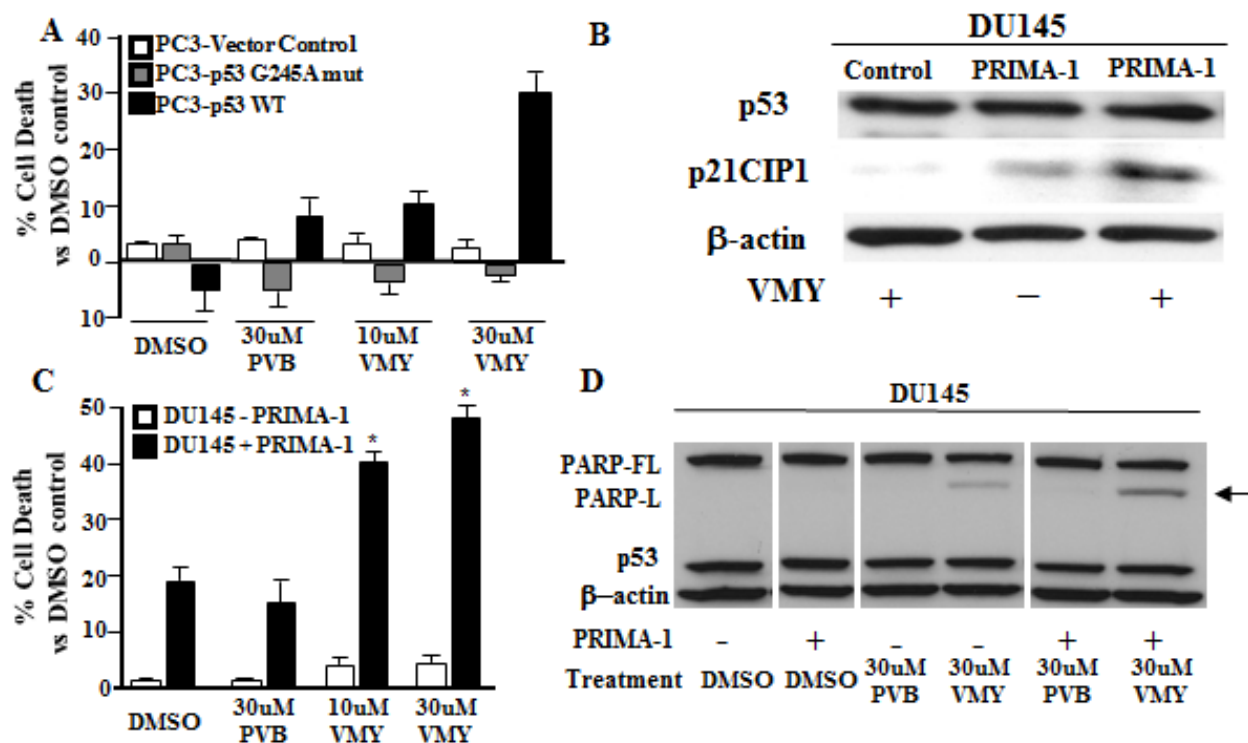 A
40
30
20
10
0
10
% Cell Death
vs DMSO control
PC3-Vector Control
PC3-p53 G245A mut
PC3-p53 WT
DMSO
30uM
PVB
10uM
VMY
30uM
VMY
B
DU145
Control PRIMA-1 PRIMA-1
p53
p21CIP1
β-actin
VMY + – +
C
50
40
30
20
10
0
% Cell Death
vs DMSO control
DU145 - PRIMA-1
DU145 + PRIMA-1
*
*
DMSO
30uM
PVB
10uM
VMY
30uM
VMY
D
DU145
PARP-FL
PARP-L
p53
β–actin
PRIMA-1 - + - - + +
Treatment DMSO DMSO 30uM PVB 30uM VMY 30uM PVB 30uM VMY